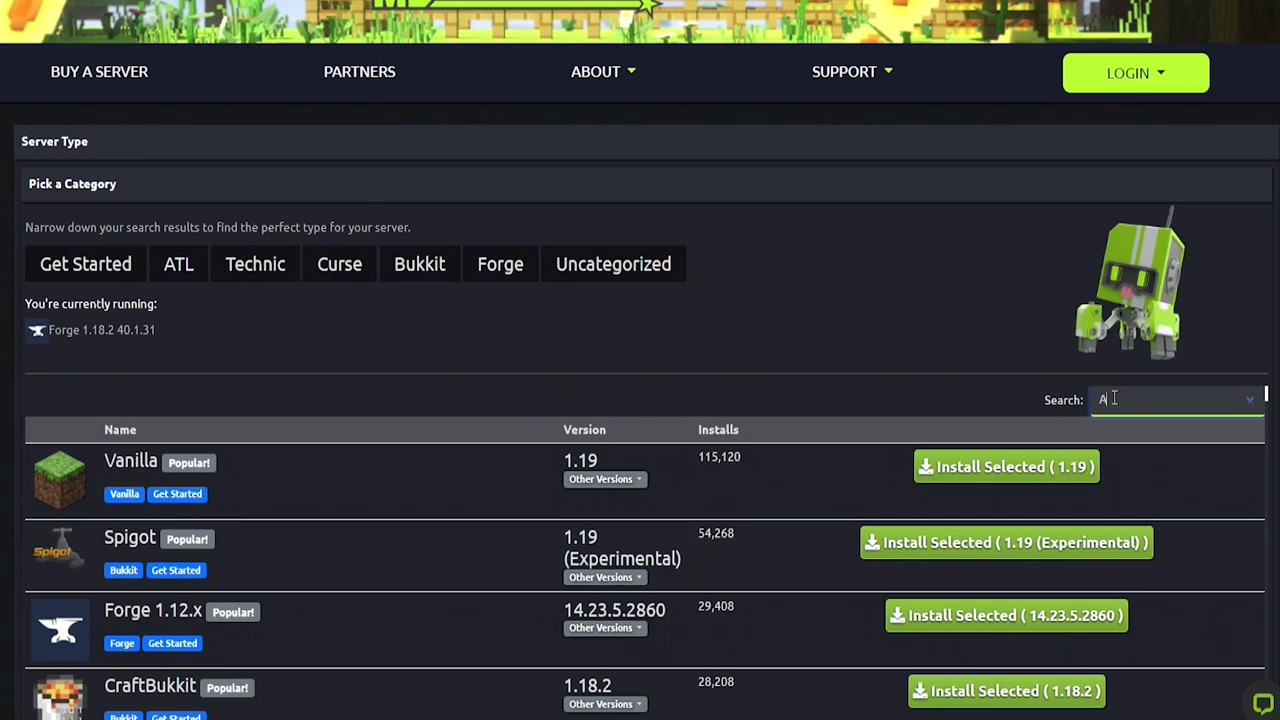 BUY A SERVER
PARTNERS
ABOUT
SUPPORT
LOGIN
Server Type
Pick a Category
Narrow down your search results to find the perfect type for your server.
Get Started
ATL
Technic
Curse
Bukkit
Forge
Uncategorized
You're currently running:
Forge 1.18.2 40.1.31
Search: A
Name Version Installs
Vanilla Popular! 1.19 115,120 Install Selected ( 1.19 )
Other Versions
Vanilla Get Started
Spigot
Spigot Popular! 1.19 54,268 Install Selected ( 1.19 (Experimental) )
(Experimental)
Bukkit Get Started Other Versions
Forge 1.12.x Popular! 14.23.5.2860 29,408 Install Selected ( 14.23.5.2860 )
Other Versions
Forge Get Started
CraftBukkit Popular! 1.18.2 28,208 Install Selected ( 1.18.2 )
Other Versions
Bukkit Get Started